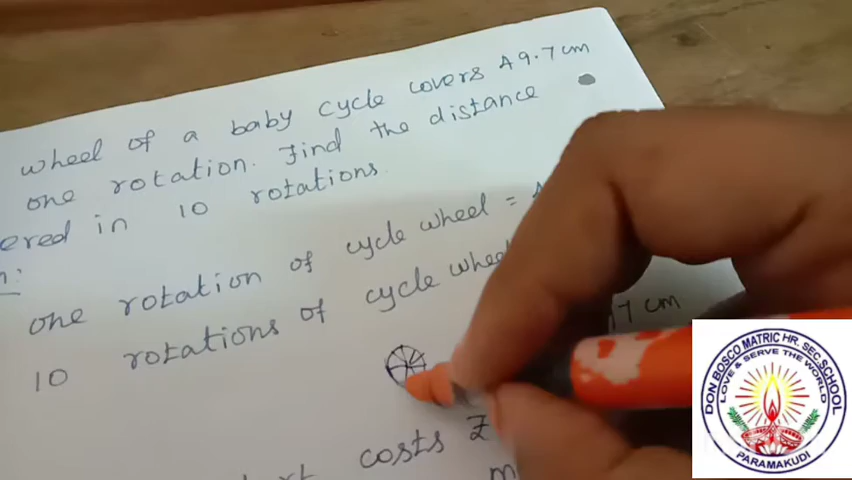 wheel of a baby cycle covers 49.7 cm
one rotation. Find the distance
ered in 10 rotations.
n:
one rotation of cycle wheel =
10 rotations of cycle wheel
7 cm
costs ₹
m
DON BOSCO MATRIC HR. SEC SCHOOL
LOVE & SERVE THE WORLD
PARAMAKUDI